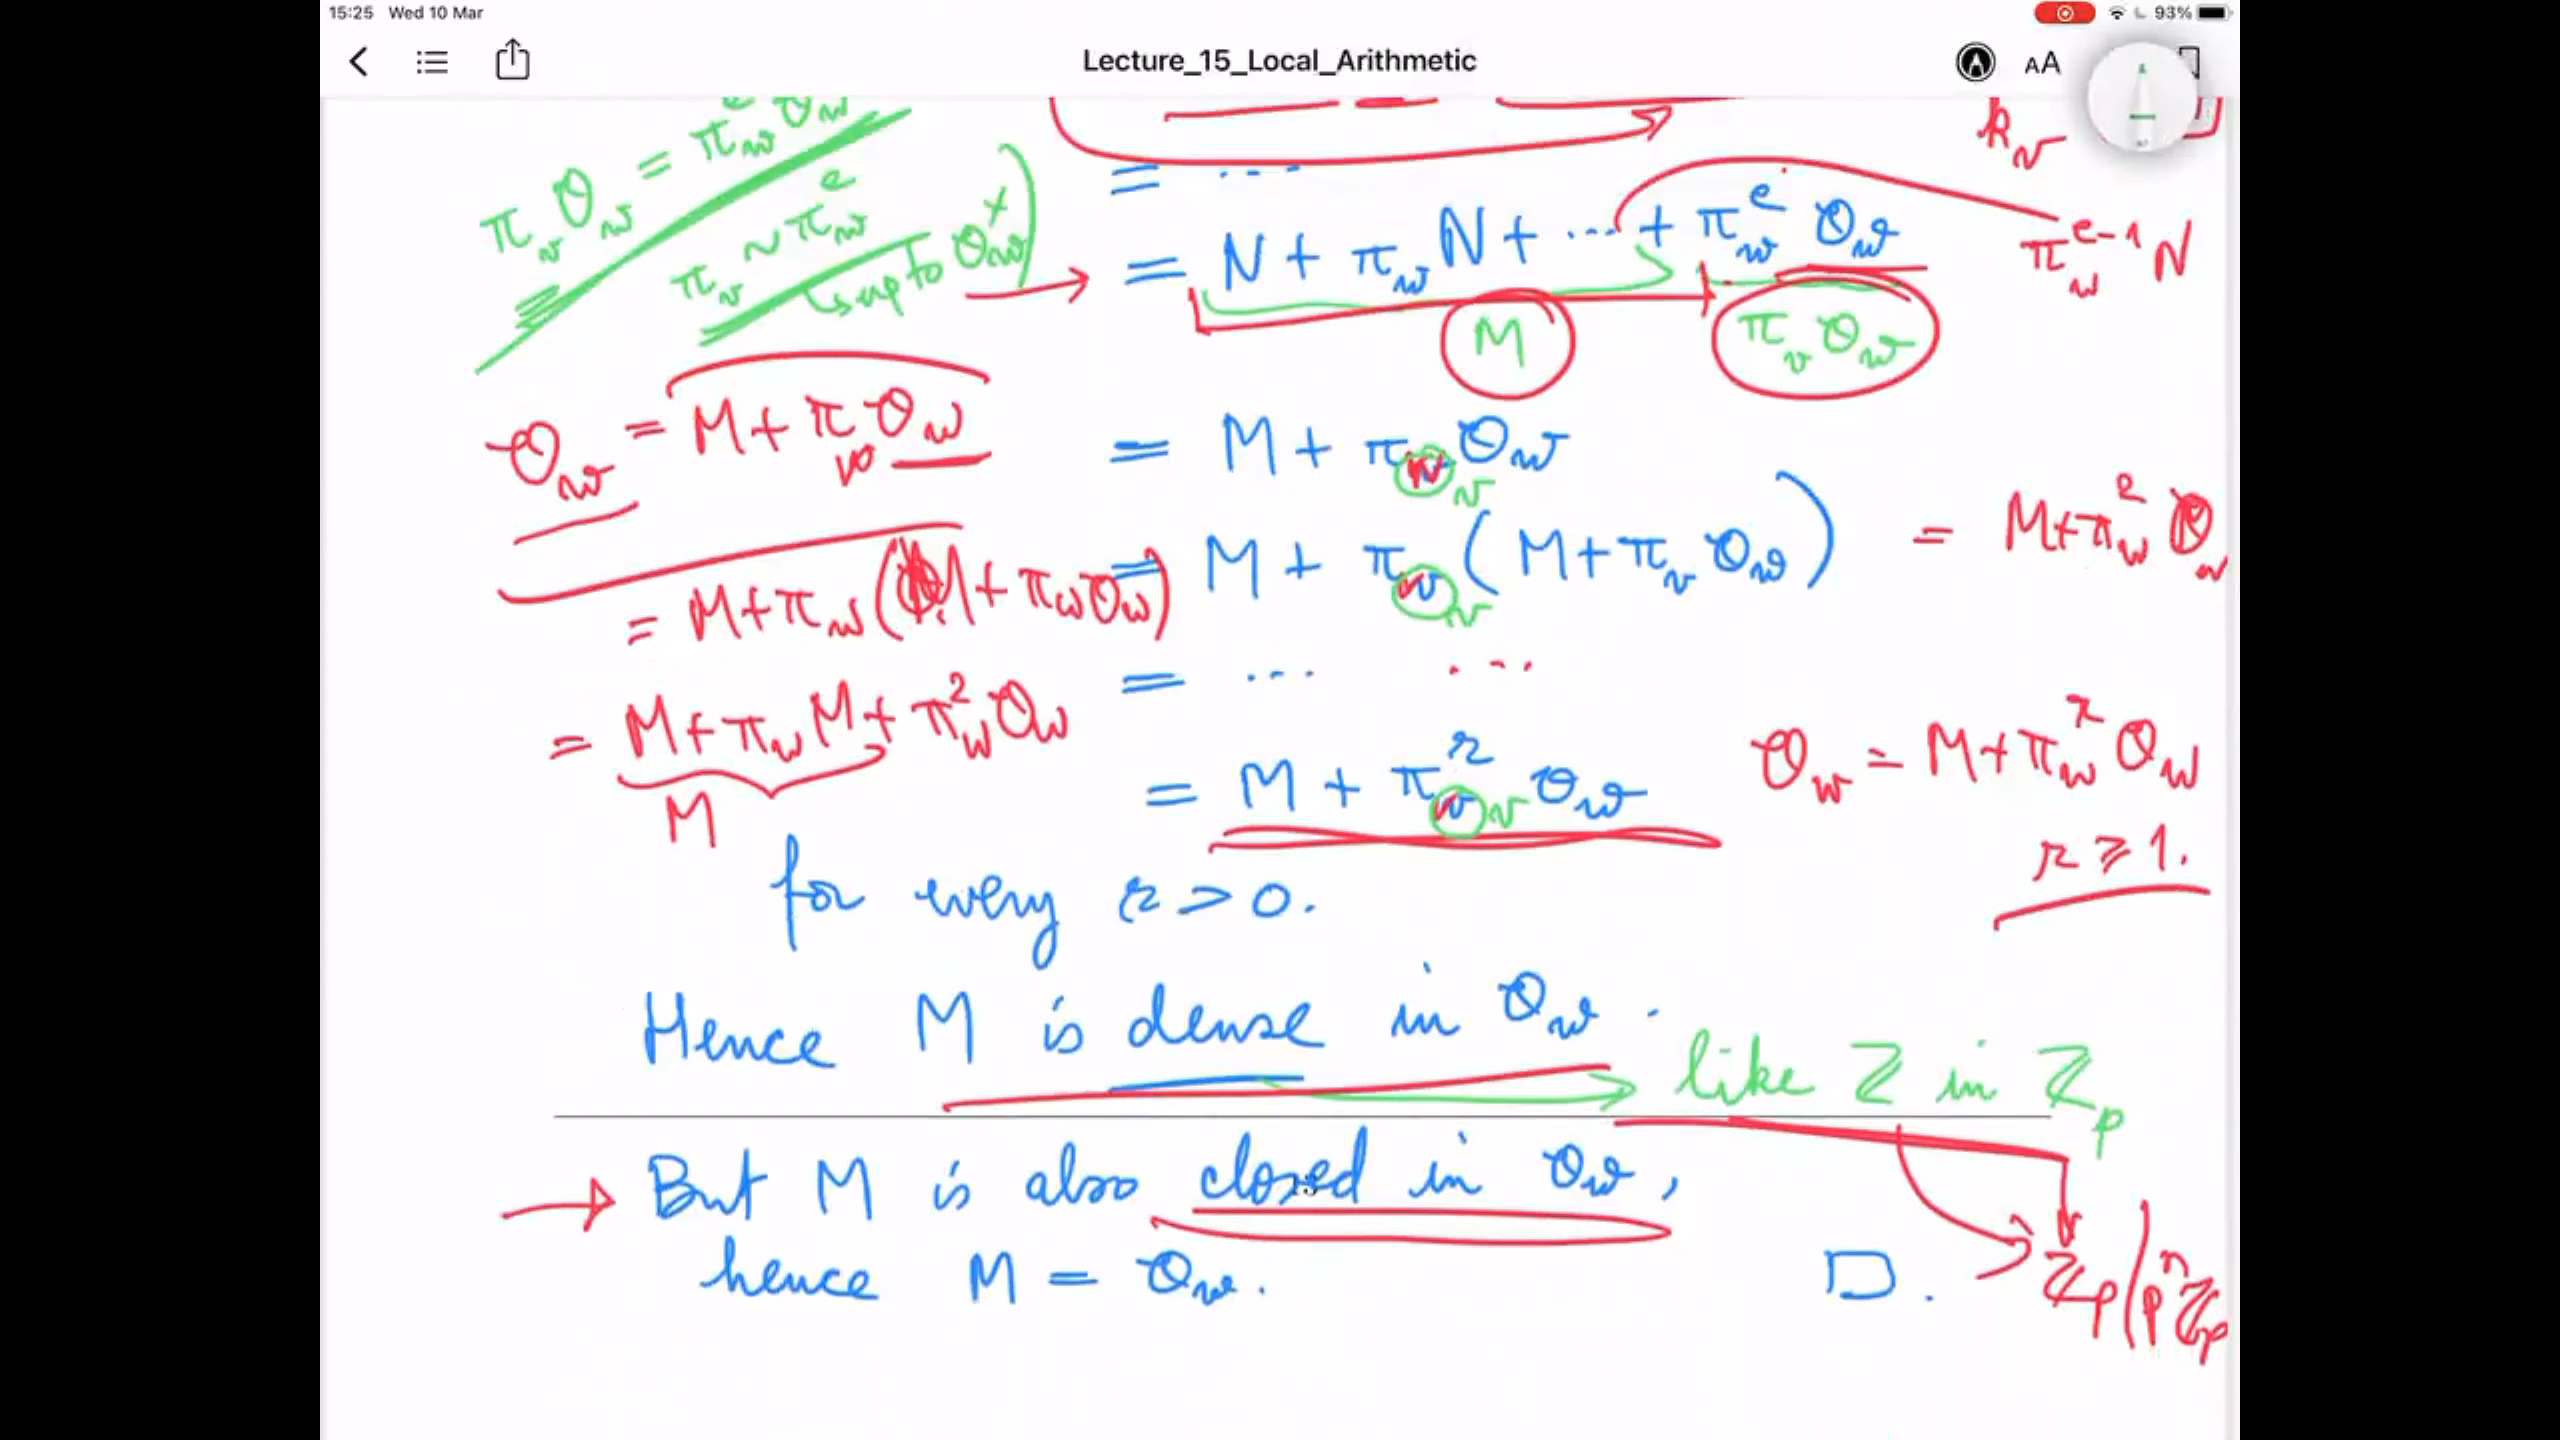 15:25 Wed 10 Mar
93%
Lecture_15_Local_Arithmetic
AA
π_v O_w = π_w^e O_w
π_v ~ π_w^e
up to O_w^×)
k_v
= ...
= N + π_w N + ... + π_w^e O_w
π_w^{e-1} N
M
π_v O_w
O_w = M + π_v O_w
= M + π_v O_w
= M + π_v (M + π_v O_w)
= M + π_w^2 O_w
= M + π_w (M + π_w O_w)
= ... ...
= M + π_w M + π_w^2 O_w
M
= M + π_v^r O_w
O_w = M + π_w^r O_w
r ≥ 1.
for every r > 0.
Hence M is dense in O_w.
like Z in Z_p
But M is also closed in O_w,
hence M = O_w.
□.
Z_p / p^n Z_p